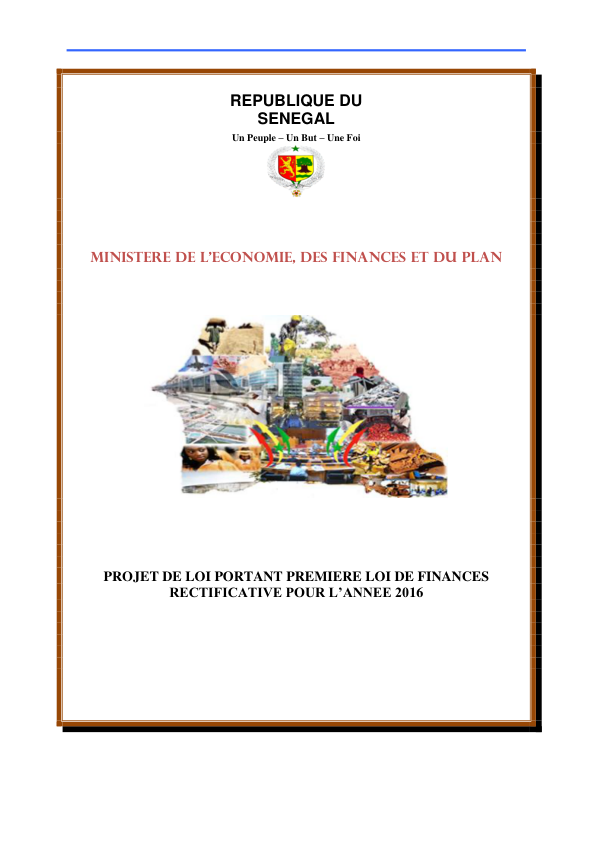 REPUBLIQUE DU
SENEGAL
Un Peuple – Un But – Une Foi
MINISTERE DE L'ECONOMIE, DES FINANCES ET DU PLAN
PROJET DE LOI PORTANT PREMIERE LOI DE FINANCES
RECTIFICATIVE POUR L'ANNEE 2016